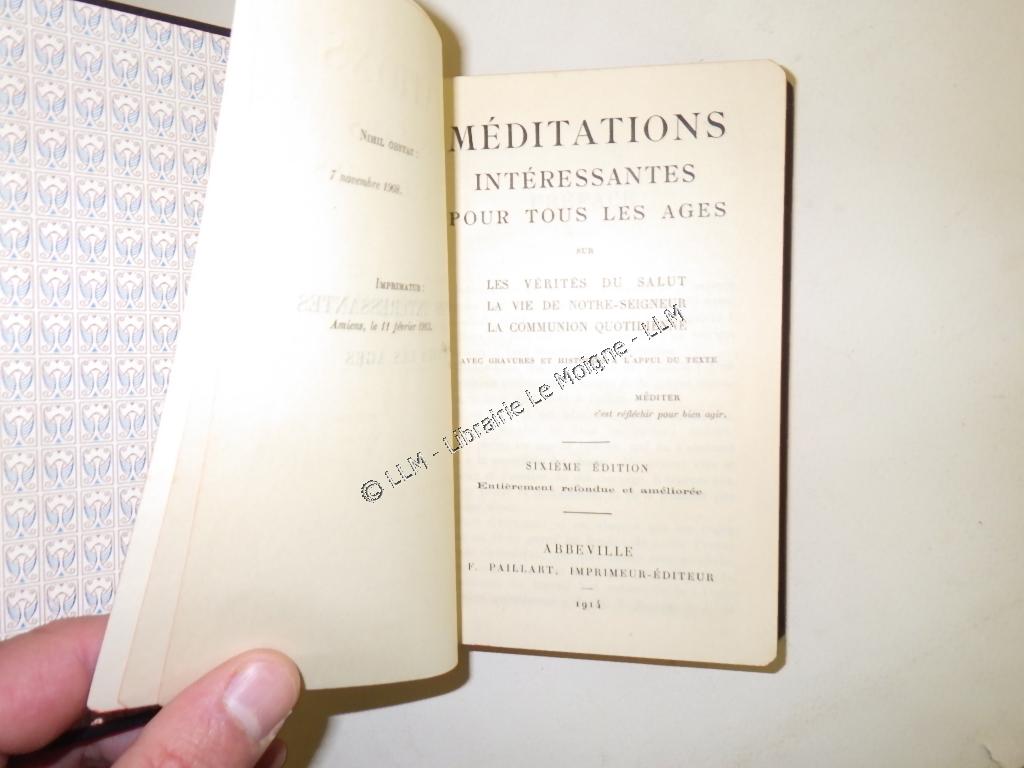 NIHIL OBSTAT :
7 novembre 1908.
IMPRIMATUR :
Amiens, le 11 février 1913.
MÉDITATIONS
INTÉRESSANTES
POUR TOUS LES AGES
SUR
LES VÉRITÉS DU SALUT
LA VIE DE NOTRE-SEIGNEUR
LA COMMUNION QUOTIDIENNE
AVEC GRAVURES ET L'APPUI DU TEXTE
MÉDITER
c'est réfléchir pour bien agir.
SIXIÈME ÉDITION
Entièrement refondue et améliorée
ABBEVILLE
F. PAILLART, IMPRIMEUR-ÉDITEUR
1914
© LLM - Librairie Le Moigne - LLM